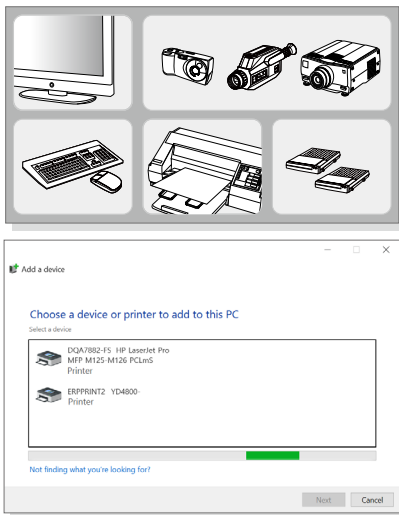 Add a device
Choose a device or printer to add to this PC
Select a device
DQA7882-F5 HP LaserJet Pro
MFP M125-M126 PCLmS
Printer
ERPPRINT2 YD4800-
Printer
Not finding what you're looking for?
Next Cancel